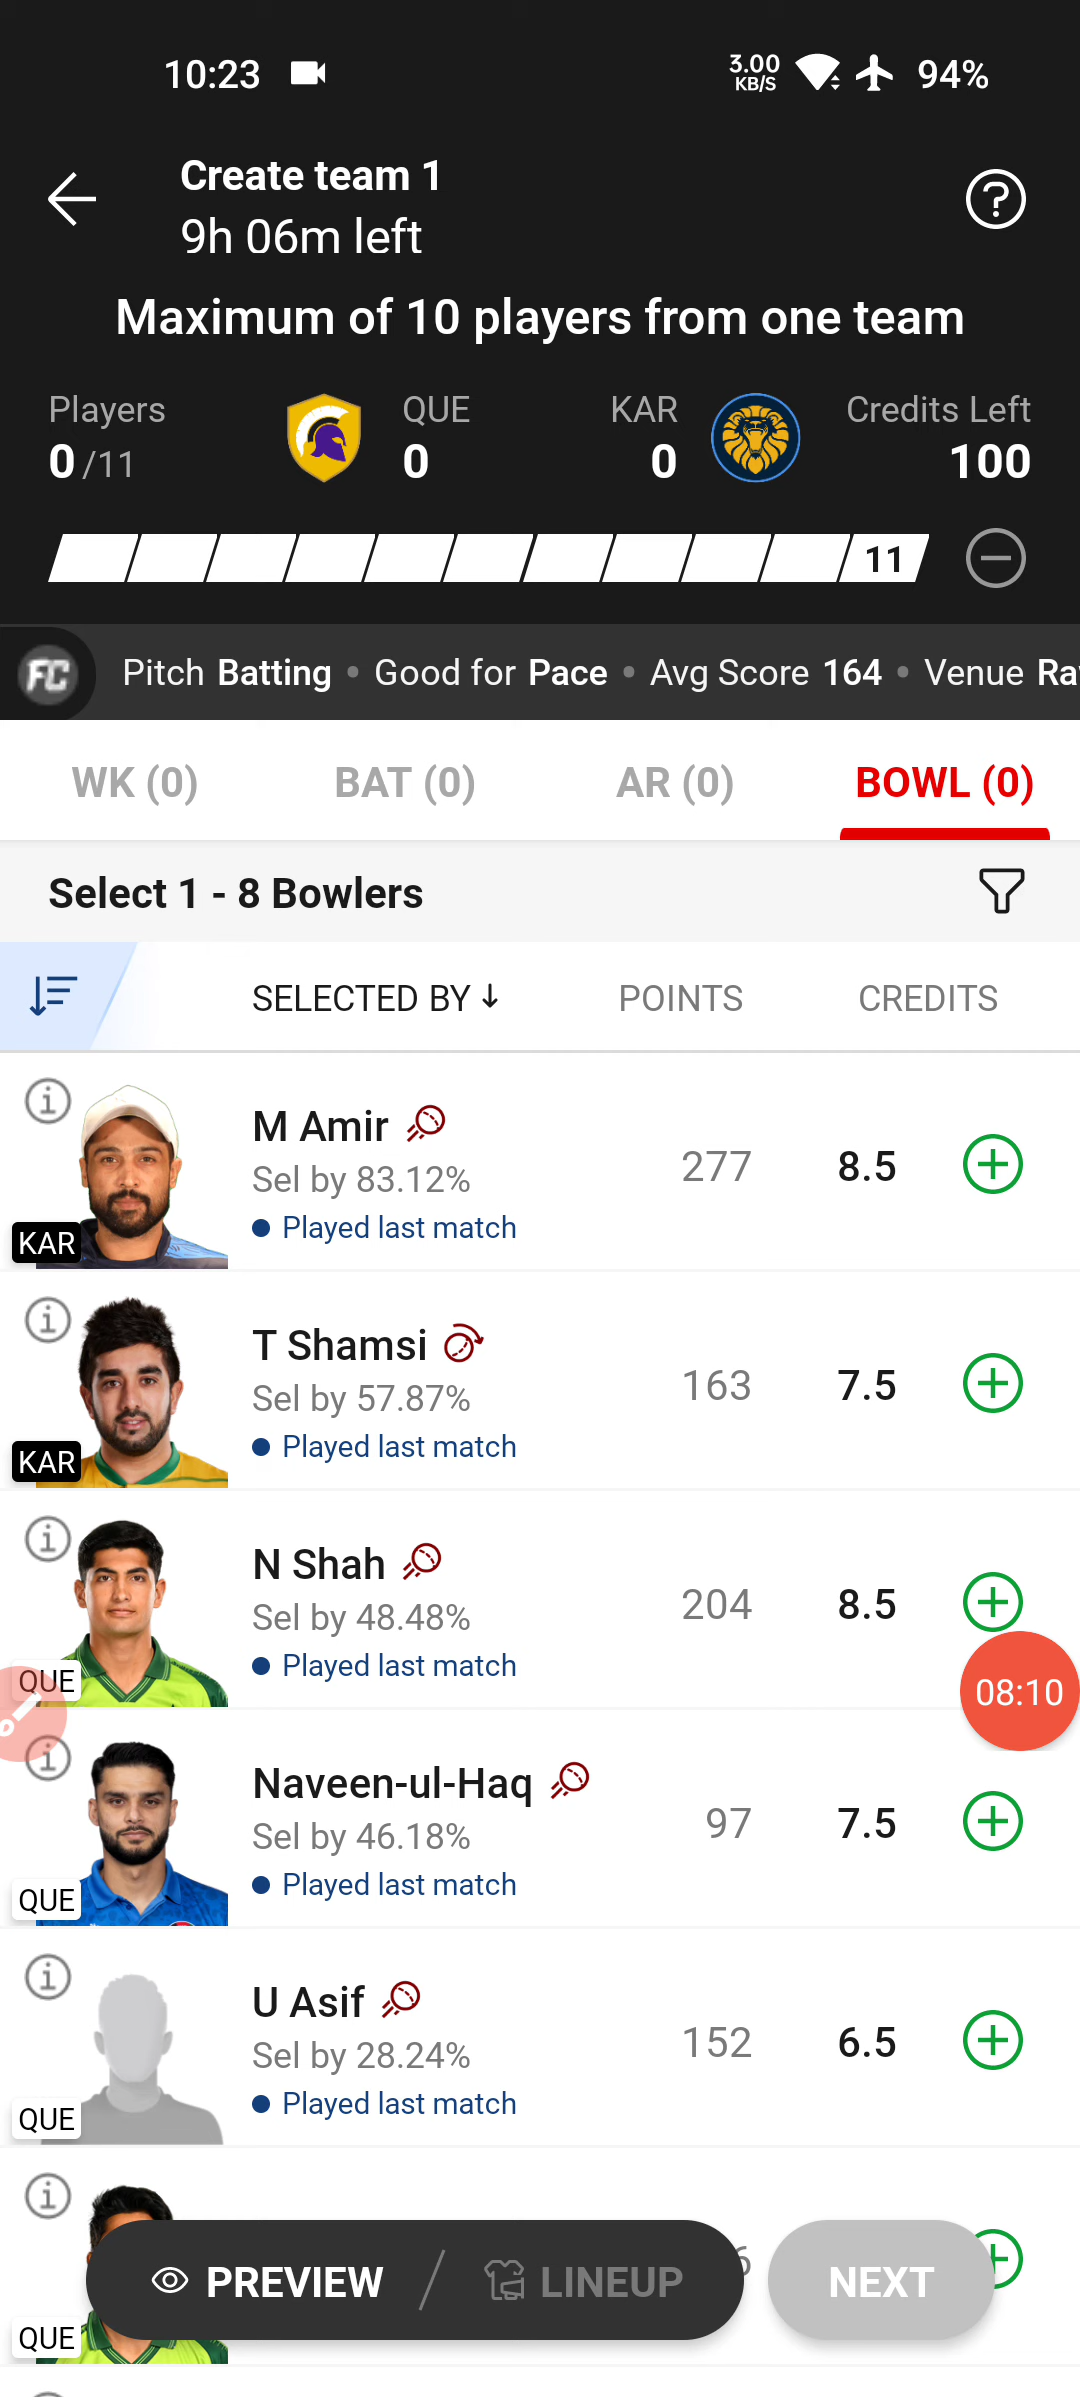 10:23
3.00
KB/S
94%
Create team 1
9h 06m left
Maximum of 10 players from one team
Players QUE KAR Credits Left
0/11 0 0 100
11
FC Pitch Batting • Good for Pace • Avg Score 164 • Venue Ra
WK (0) BAT (0) AR (0) BOWL (0)
Select 1 - 8 Bowlers
SELECTED BY ↓ POINTS CREDITS
M Amir
Sel by 83.12%
277 8.5
• Played last match
KAR
T Shamsi
Sel by 57.87%
163 7.5
• Played last match
KAR
N Shah
Sel by 48.48%
204 8.5
• Played last match
QUE
08:10
Naveen-ul-Haq
Sel by 46.18%
97 7.5
• Played last match
QUE
U Asif
Sel by 28.24%
152 6.5
• Played last match
QUE
PREVIEW / LINEUP
NEXT
QUE